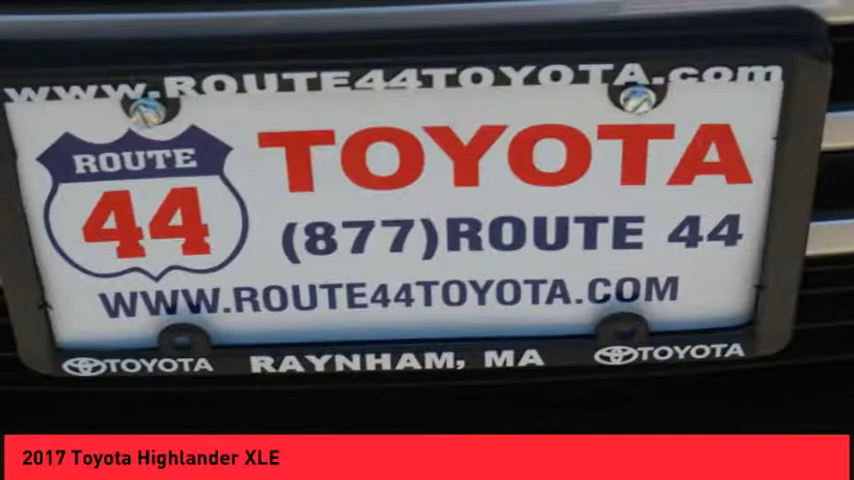 www.ROUTE44TOYOTA.com
ROUTE
44
TOYOTA
(877)ROUTE 44
WWW.ROUTE44TOYOTA.COM
TOYOTA RAYNHAM, MA TOYOTA
2017 Toyota Highlander XLE